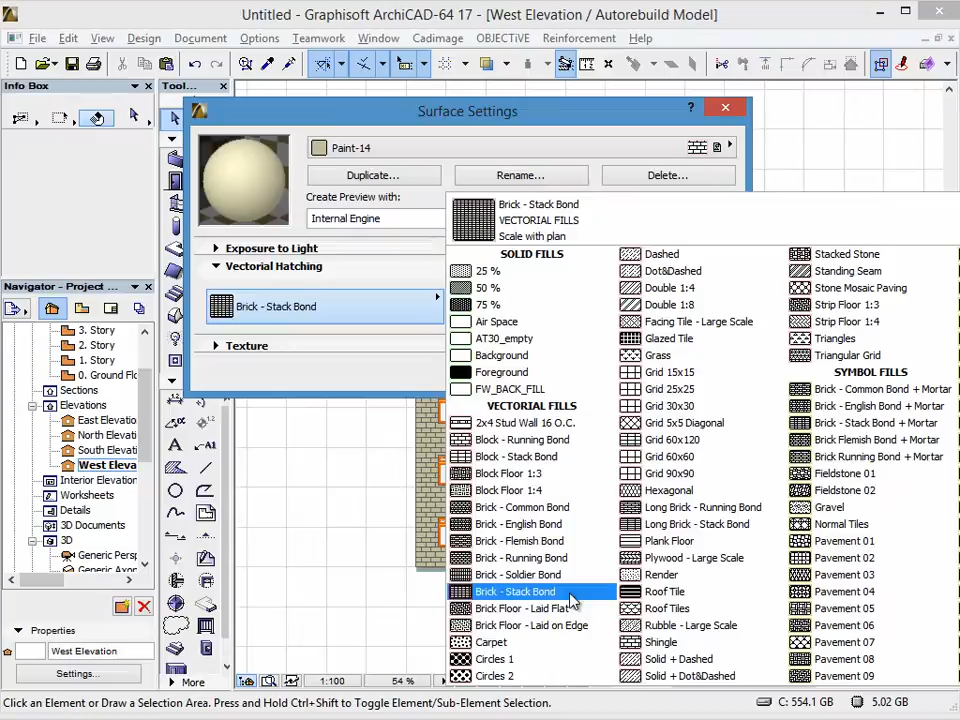 Untitled - Graphisoft ArchiCAD-64 17 - [West Elevation / Autorebuild Model]
File Edit View Design Document Options Teamwork Window Cadimage OBJECTiVE Reinforcement Help
Info Box
Tool...
Surface Settings
Paint-14
Duplicate...
Rename...
Delete...
Create Preview with:
Internal Engine
Exposure to Light
Vectorial Hatching
Brick - Stack Bond
Texture
Brick - Stack Bond
VECTORIAL FILLS
Scale with plan
SOLID FILLS
25 %
50 %
75 %
Air Space
AT30_empty
Background
Foreground
FW_BACK_FILL
VECTORIAL FILLS
2x4 Stud Wall 16 O.C.
Block - Running Bond
Block - Stack Bond
Block Floor 1:3
Block Floor 1:4
Brick - Common Bond
Brick - English Bond
Brick - Flemish Bond
Brick - Running Bond
Brick - Soldier Bond
Brick - Stack Bond
Brick Floor - Laid Flat
Brick Floor - Laid on Edge
Carpet
Circles 1
Circles 2
Dashed
Dot&Dashed
Double 1:4
Double 1:8
Facing Tile - Large Scale
Glazed Tile
Grass
Grid 15x15
Grid 25x25
Grid 30x30
Grid 5x5 Diagonal
Grid 60x120
Grid 60x60
Grid 90x90
Hexagonal
Long Brick - Running Bond
Long Brick - Stack Bond
Plank Floor
Plywood - Large Scale
Render
Roof Tile
Roof Tiles
Rubble - Large Scale
Shingle
Solid + Dashed
Solid + Dot&Dashed
Stacked Stone
Standing Seam
Stone Mosaic Paving
Strip Floor 1:3
Strip Floor 1:4
Triangles
Triangular Grid
SYMBOL FILLS
Brick - Common Bond + Mortar
Brick - English Bond + Mortar
Brick - Stack Bond + Mortar
Brick Flemish Bond + Mortar
Brick Running Bond + Mortar
Fieldstone 01
Fieldstone 02
Gravel
Normal Tiles
Pavement 01
Pavement 02
Pavement 03
Pavement 04
Pavement 05
Pavement 06
Pavement 07
Pavement 08
Pavement 09
Navigator - Project ...
3. Story
2. Story
1. Story
0. Ground Fl
Sections
Elevations
East Elevation
North Elevati
South Elevati
West Eleva
Interior Elevation
Worksheets
Details
3D Documents
3D
Generic Persp
Generic Axon
Properties
West Elevation
Settings...
A
A1
More
1:100
54 %
Click an Element or Draw a Selection Area. Press and Hold Ctrl+Shift to Toggle Element/Sub-Element Selection.
C: 554.1 GB
5.02 GB